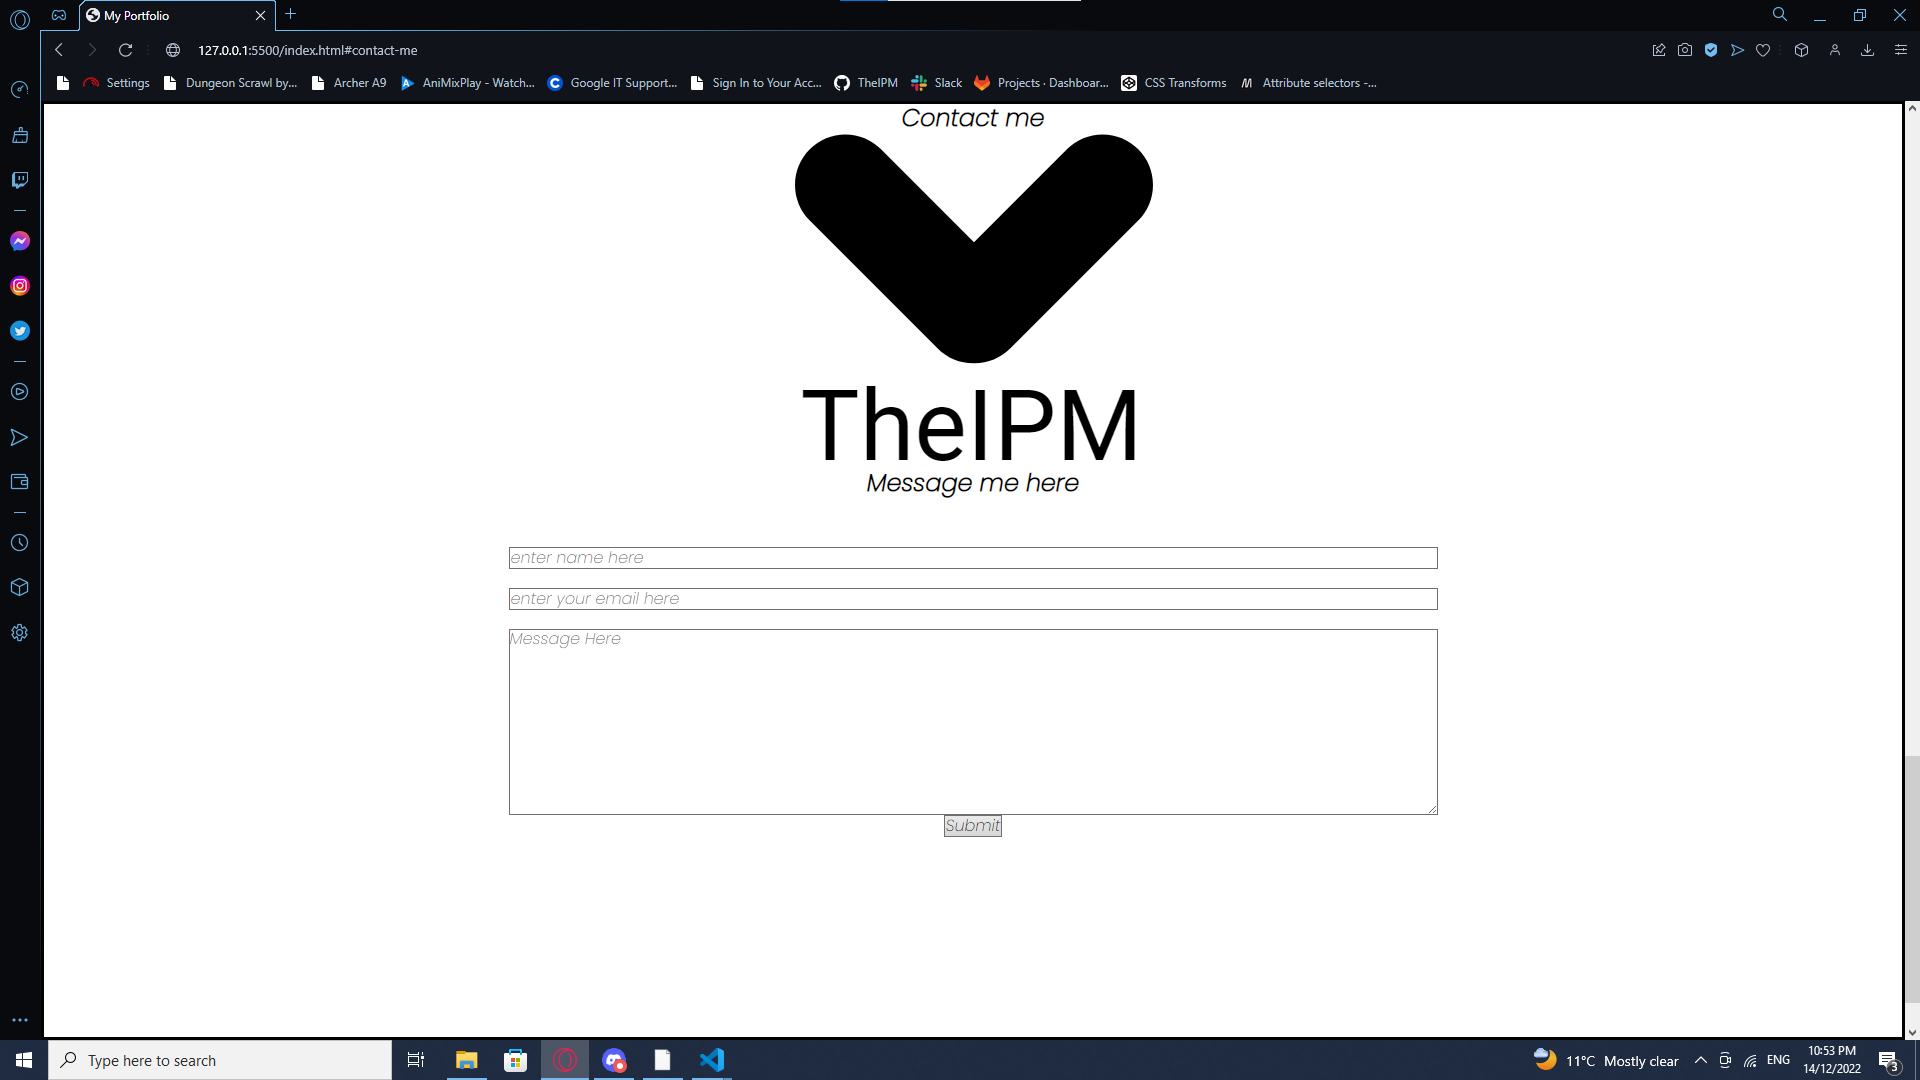 My Portfolio
127.0.0.1:5500/index.html#contact-me
Settings
Dungeon Scrawl by...
Archer A9
AniMixPlay - Watch...
Google IT Support...
Sign In to Your Acc...
TheIPM
Slack
Projects · Dashboar...
CSS Transforms
Attribute selectors -...
Contact me
TheIPM
Message me here
enter name here
enter your email here
Message Here
Submit
Type here to search
11°C Mostly clear
ENG
10:53 PM
14/12/2022
3